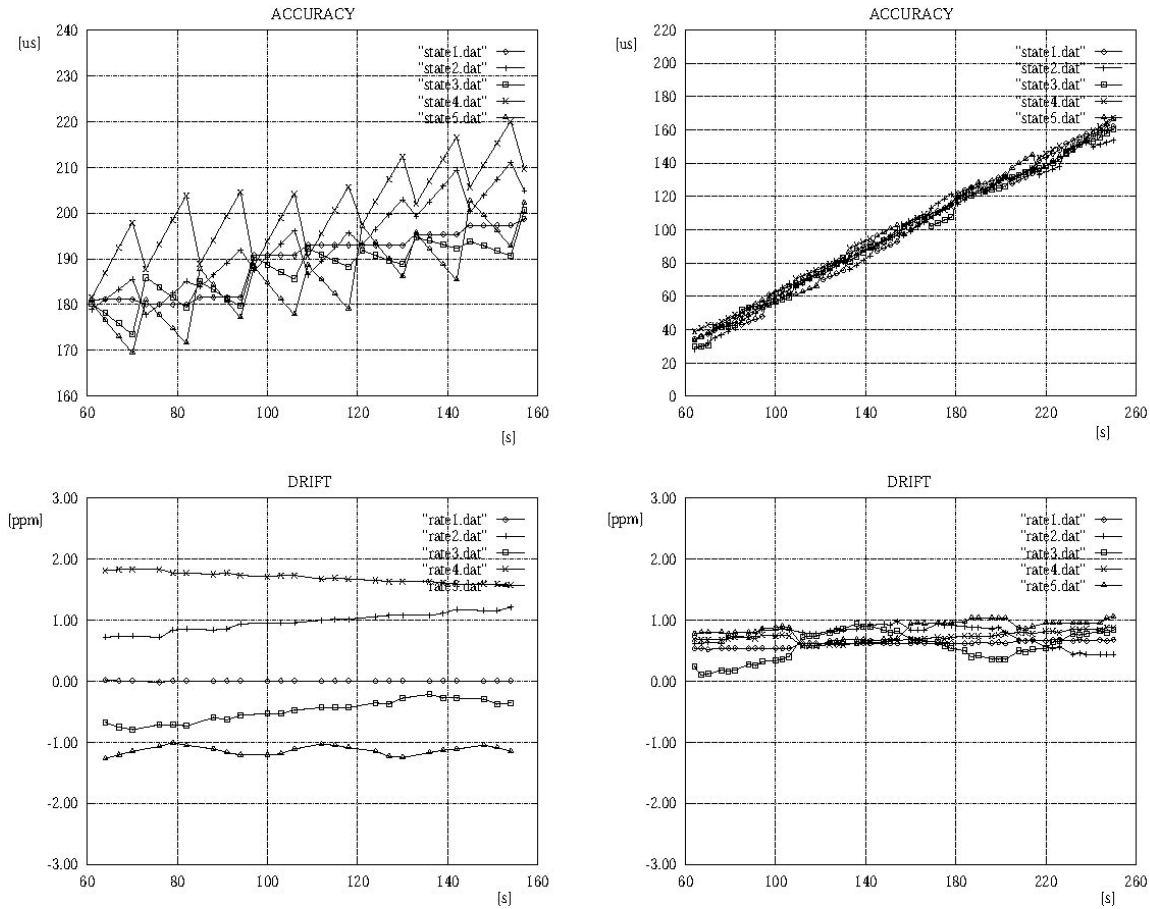 ACCURACY
[us]
240
230
220
210
200
190
180
170
160
60
80
100
120
140
160
[s]
"state1.dat"
"state2.dat"
"state3.dat"
"state4.dat"
"state5.dat"
ACCURACY
[us]
220
200
180
160
140
120
100
80
60
40
20
0
60
100
140
180
220
260
[s]
"state1.dat"
"state2.dat"
"state3.dat"
"state4.dat"
"state5.dat"
DRIFT
[ppm]
3.00
2.00
1.00
0.00
-1.00
-2.00
-3.00
60
80
100
120
140
160
[s]
"rate1.dat"
"rate2.dat"
"rate3.dat"
"rate4.dat"
"rate5.dat"
DRIFT
[ppm]
3.00
2.00
1.00
0.00
-1.00
-2.00
-3.00
60
100
140
180
220
260
[s]
"rate1.dat"
"rate2.dat"
"rate3.dat"
"rate4.dat"
"rate5.dat"